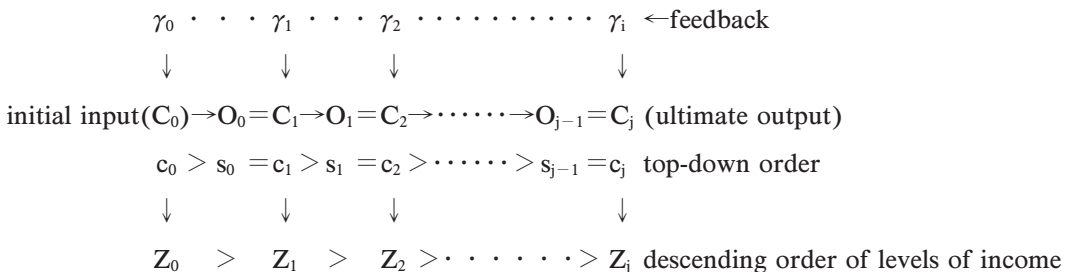 γ₀ · · · γ₁ · · · γ₂ · · · · · · · · · · γᵢ ←feedback
↓ ↓ ↓ ↓
initial input(C₀)→O₀=C₁→O₁=C₂→······→Oⱼ₋₁=Cⱼ (ultimate output)
c₀ > s₀ =c₁ > s₁ =c₂ >······> sⱼ₋₁=cⱼ top-down order
↓ ↓ ↓ ↓
Z₀ > Z₁ > Z₂ >· · · · · ·> Zⱼ descending order of levels of income